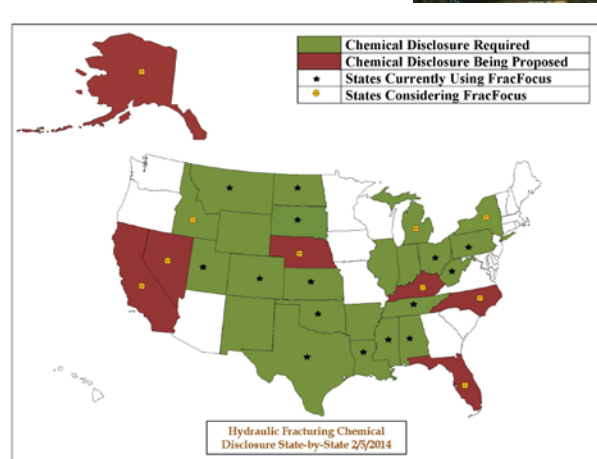 Chemical Disclosure Required
Chemical Disclosure Being Proposed
States Currently Using FracFocus
States Considering FracFocus
Hydraulic Fracturing Chemical
Disclosure State-by-State 2/5/2014